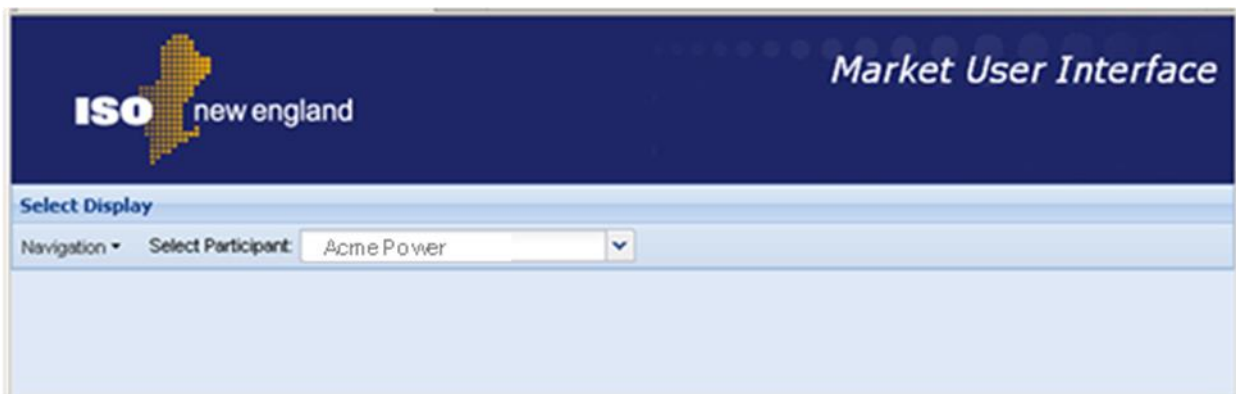 Market User Interface
ISO new england
Select Display
Navigation Select Participant: Acme Power